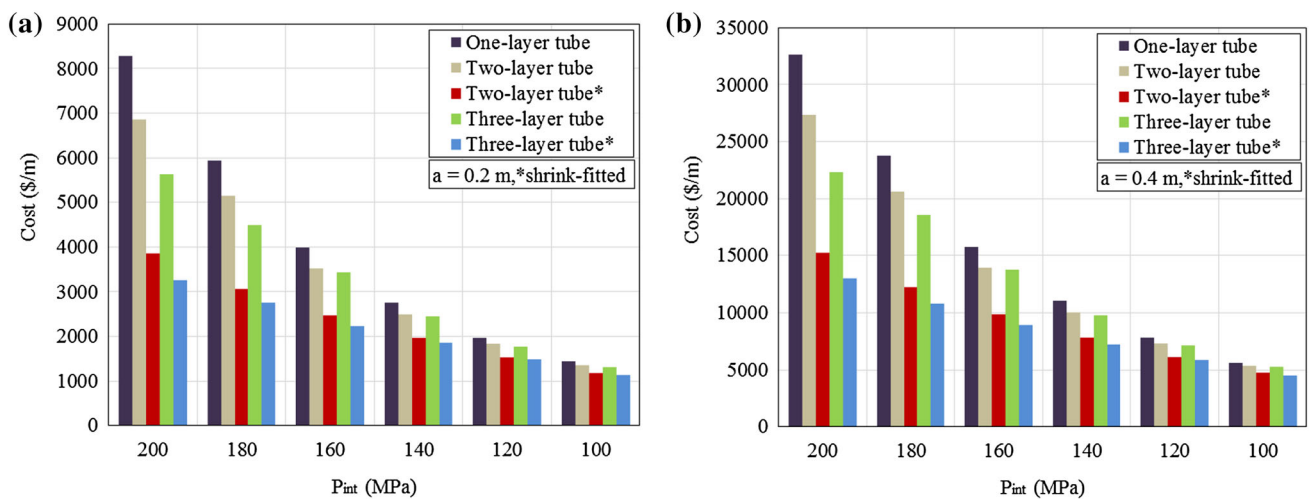 (a)
Cost ($/m)
9000
8000
7000
6000
5000
4000
3000
2000
1000
0
One-layer tube
Two-layer tube
Two-layer tube*
Three-layer tube
Three-layer tube*
a = 0.2 m,*shrink-fitted
200 180 160 140 120 100
Pint (MPa)
(b)
Cost ($/m)
35000
30000
25000
20000
15000
10000
5000
0
One-layer tube
Two-layer tube
Two-layer tube*
Three-layer tube
Three-layer tube*
a = 0.4 m,*shrink-fitted
200 180 160 140 120 100
Pint (MPa)